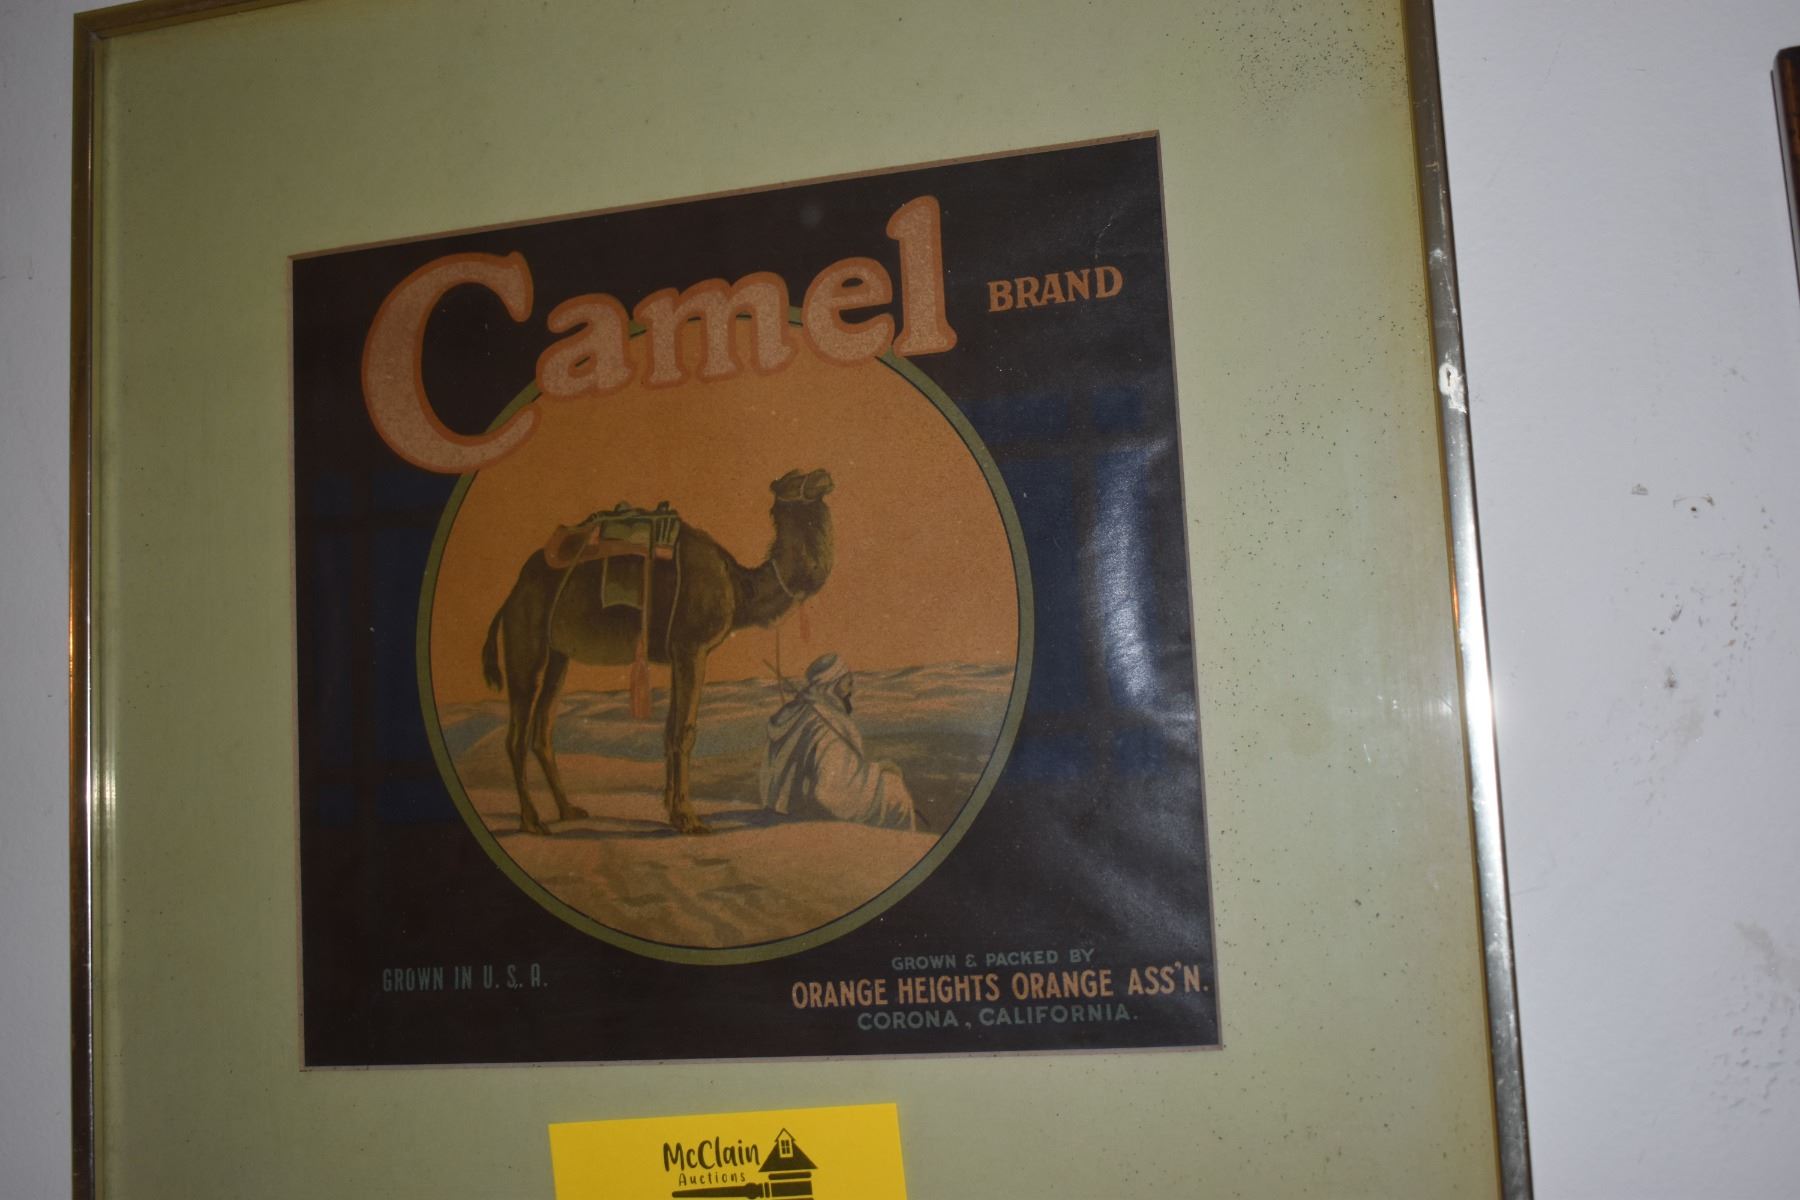 Camel
BRAND
GROWN IN U.S.A.
GROWN & PACKED BY
ORANGE HEIGHTS ORANGE ASS'N.
CORONA, CALIFORNIA.
McClain
Auctions